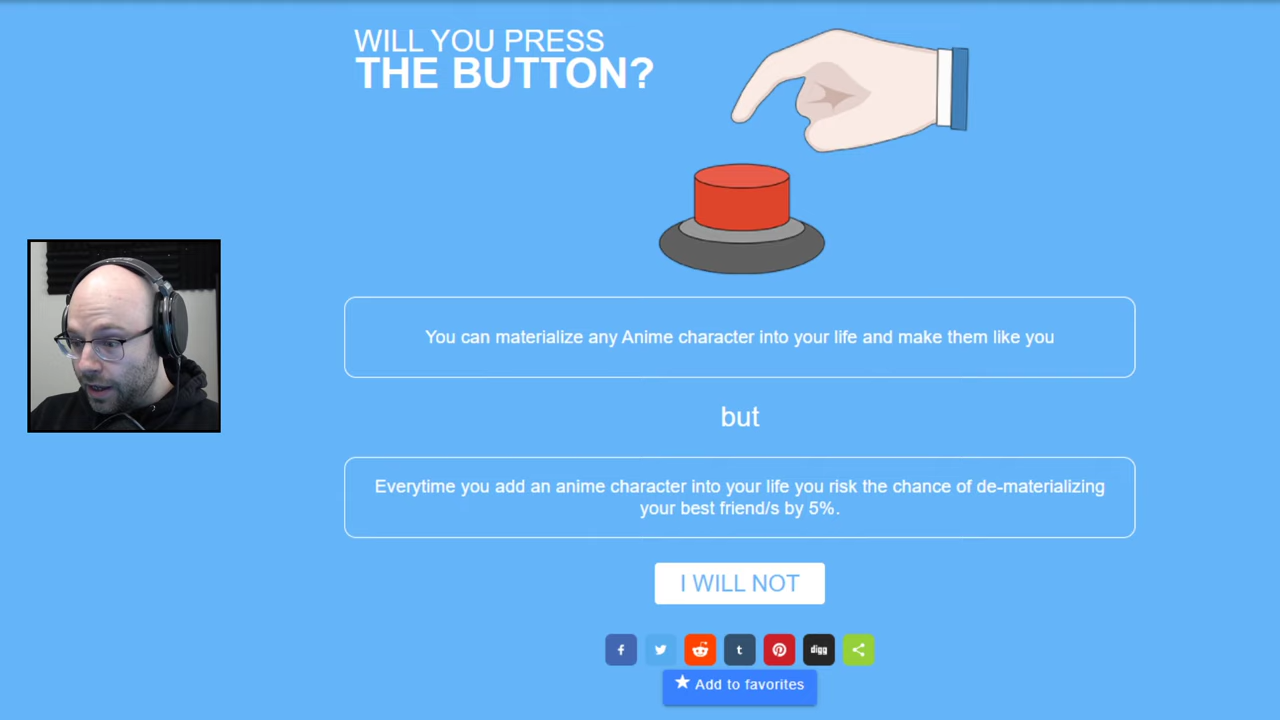 WILL YOU PRESS
THE BUTTON?
You can materialize any Anime character into your life and make them like you
but
Everytime you add an anime character into your life you risk the chance of de-materializing
your best friend/s by 5%.
I WILL NOT
f t digg
Add to favorites